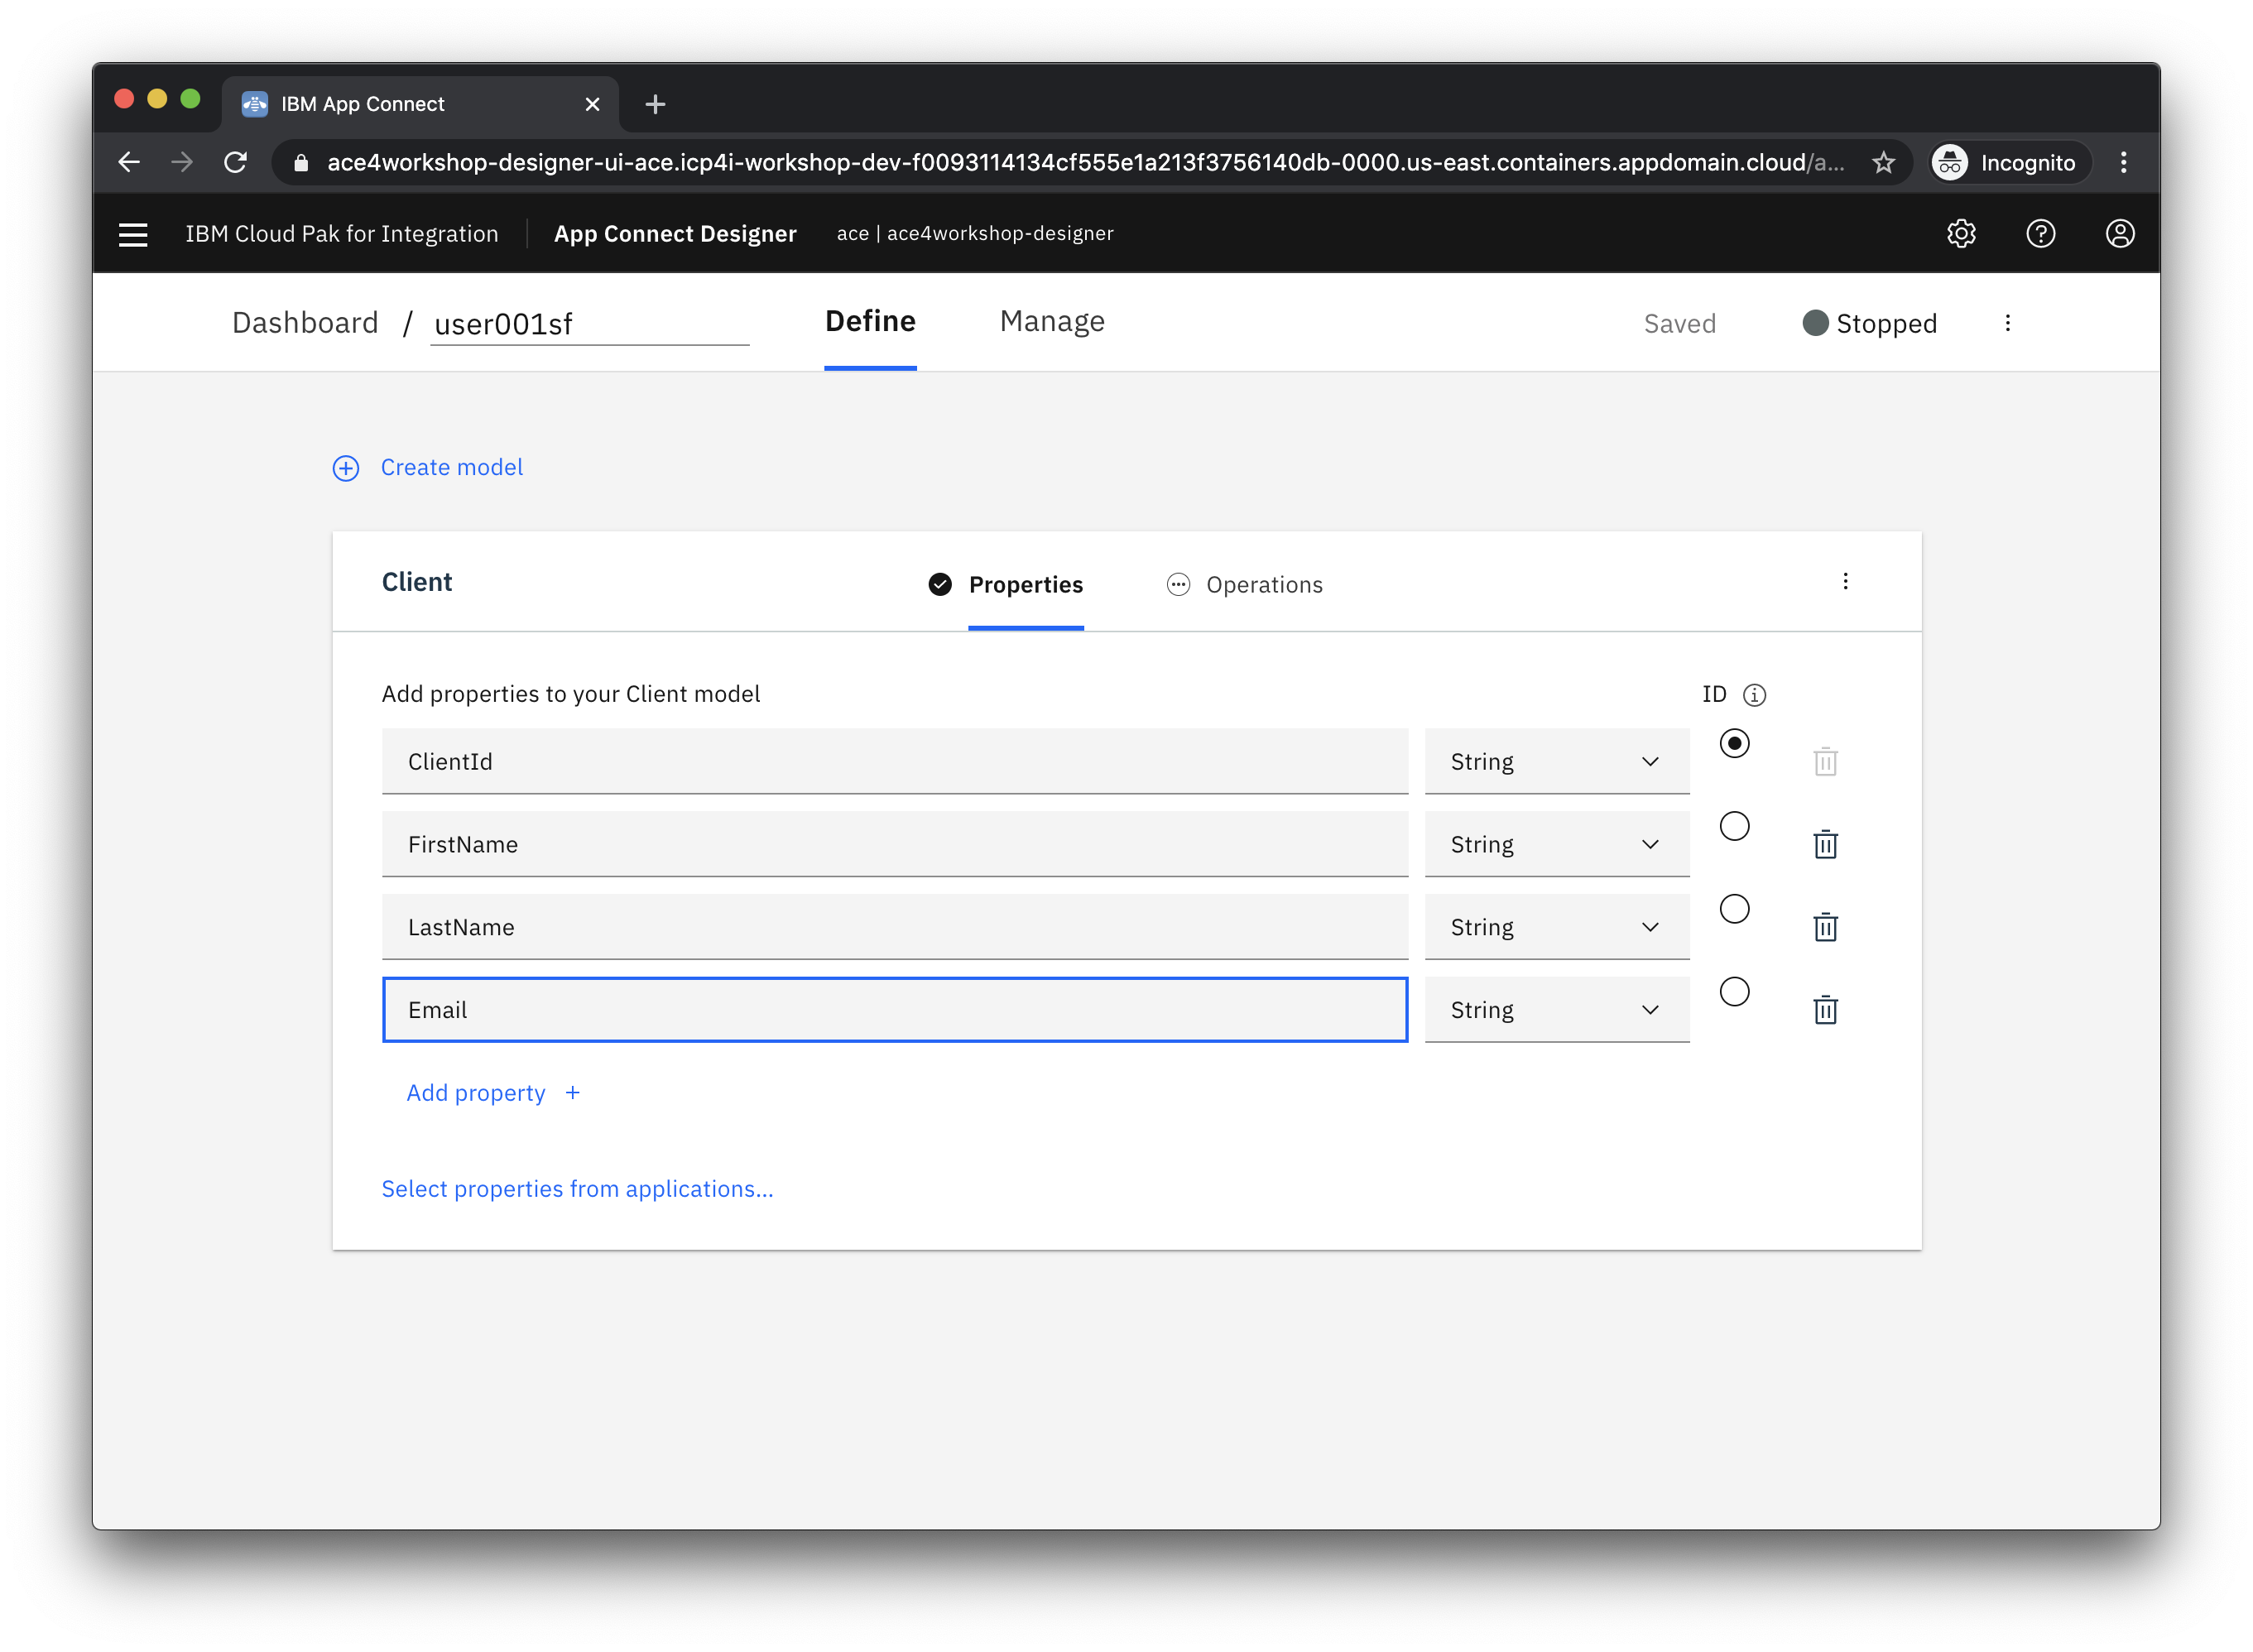 IBM App Connect
ace4workshop-designer-ui-ace.icp4i-workshop-dev-f0093114134cf555e1a213f3756140db-0000.us-east.containers.appdomain.cloud/a...
Incognito
IBM Cloud Pak for Integration
App Connect Designer
ace | ace4workshop-designer
Dashboard / user001sf
Define
Manage
Saved
Stopped
Create model
Client
Properties
Operations
Add properties to your Client model
ID
ClientId
String
FirstName
String
LastName
String
Email
String
Add property +
Select properties from applications...